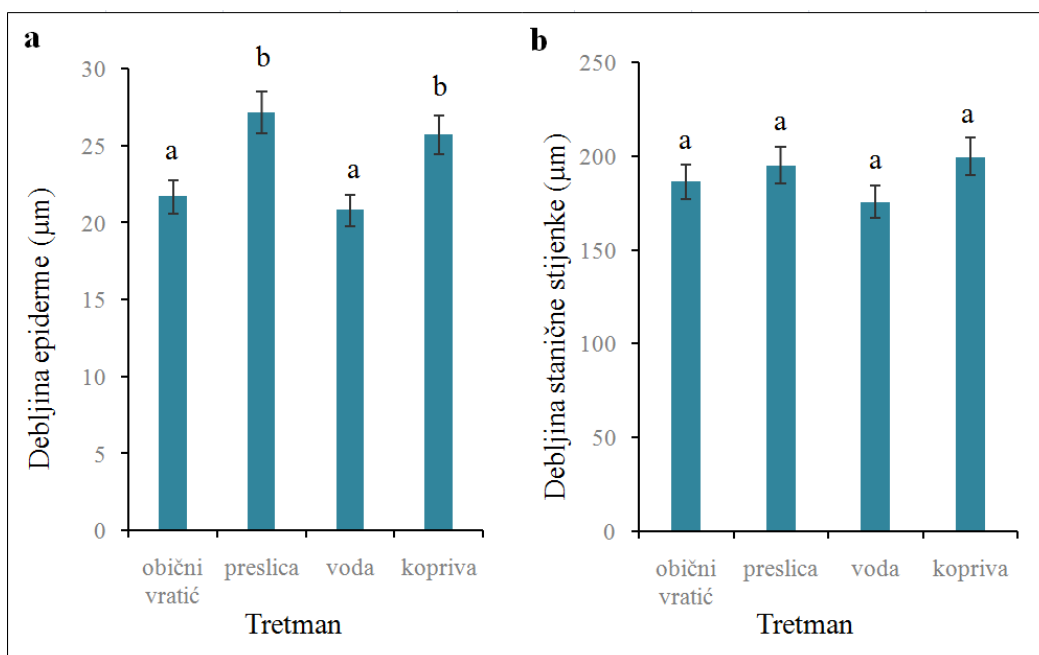 a
Debljina epiderme (µm)
30
25
20
15
10
5
0
a
b
a
b
obični
vratić
preslica
voda
kopriva
Tretman
b
Debljina stanične stijenke (µm)
250
200
150
100
50
0
a
a
a
a
obični
vratić
preslica
voda
kopriva
Tretman